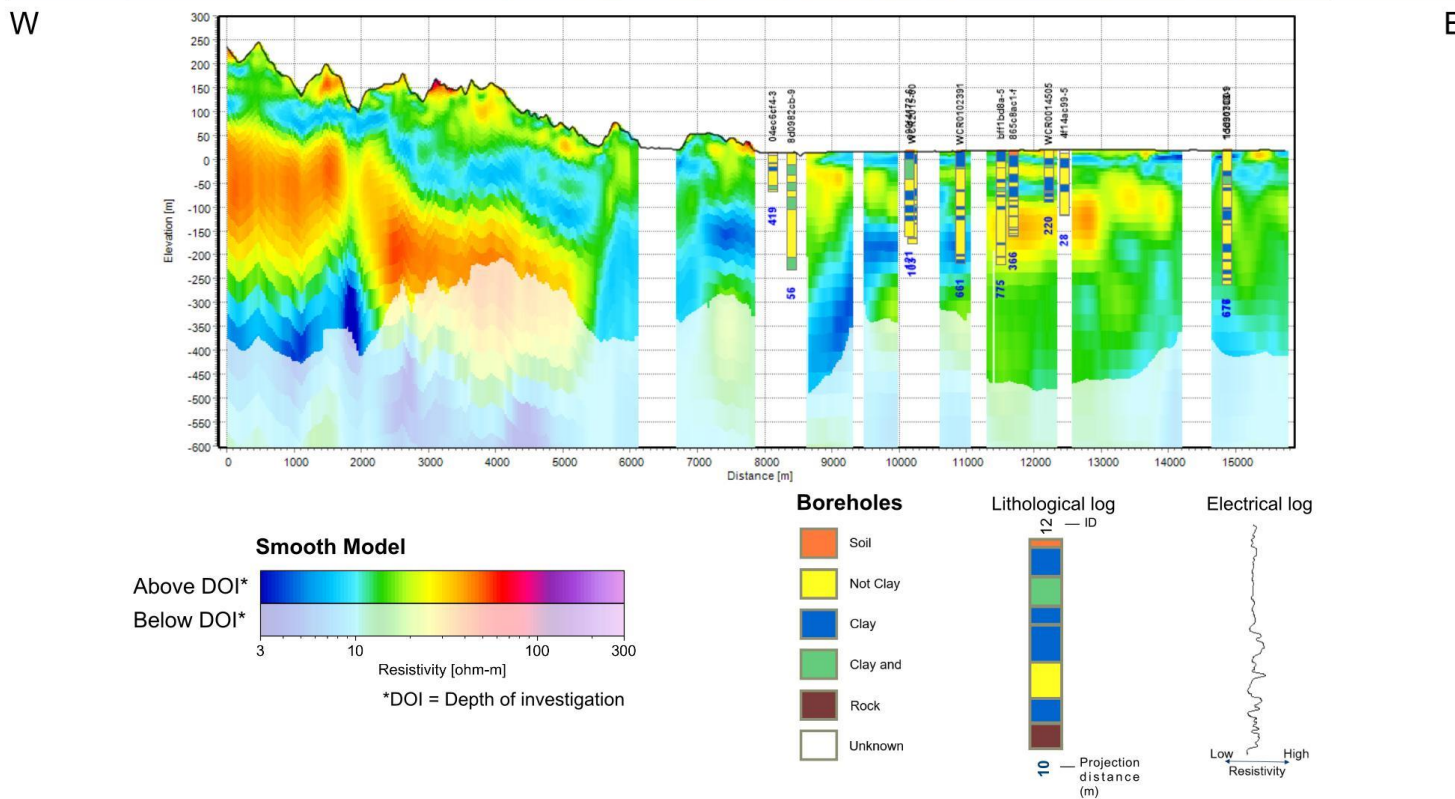 W
E
300
250
200
150
100
50
0
-50
-100
-150
-200
-250
-300
-350
-400
-450
-500
-550
-600
Elevation [m]
04ec6cf4-3
8d0982cb-9
WCR0102391
bff1bd8a-5
865c8ac1-f
WCR0014505
4f14ac99-5
419
56
661
775
366
220
28
0 1000 2000 3000 4000 5000 6000 7000 8000 9000 10000 11000 12000 13000 14000 15000
Distance [m]
Smooth Model
Above DOI*
Below DOI*
3 10 100 300
Resistivity [ohm-m]
*DOI = Depth of investigation
Boreholes
Soil
Not Clay
Clay
Clay and
Rock
Unknown
Lithological log
12 — ID
10 — Projection
distance
(m)
Electrical log
Low High
Resistivity